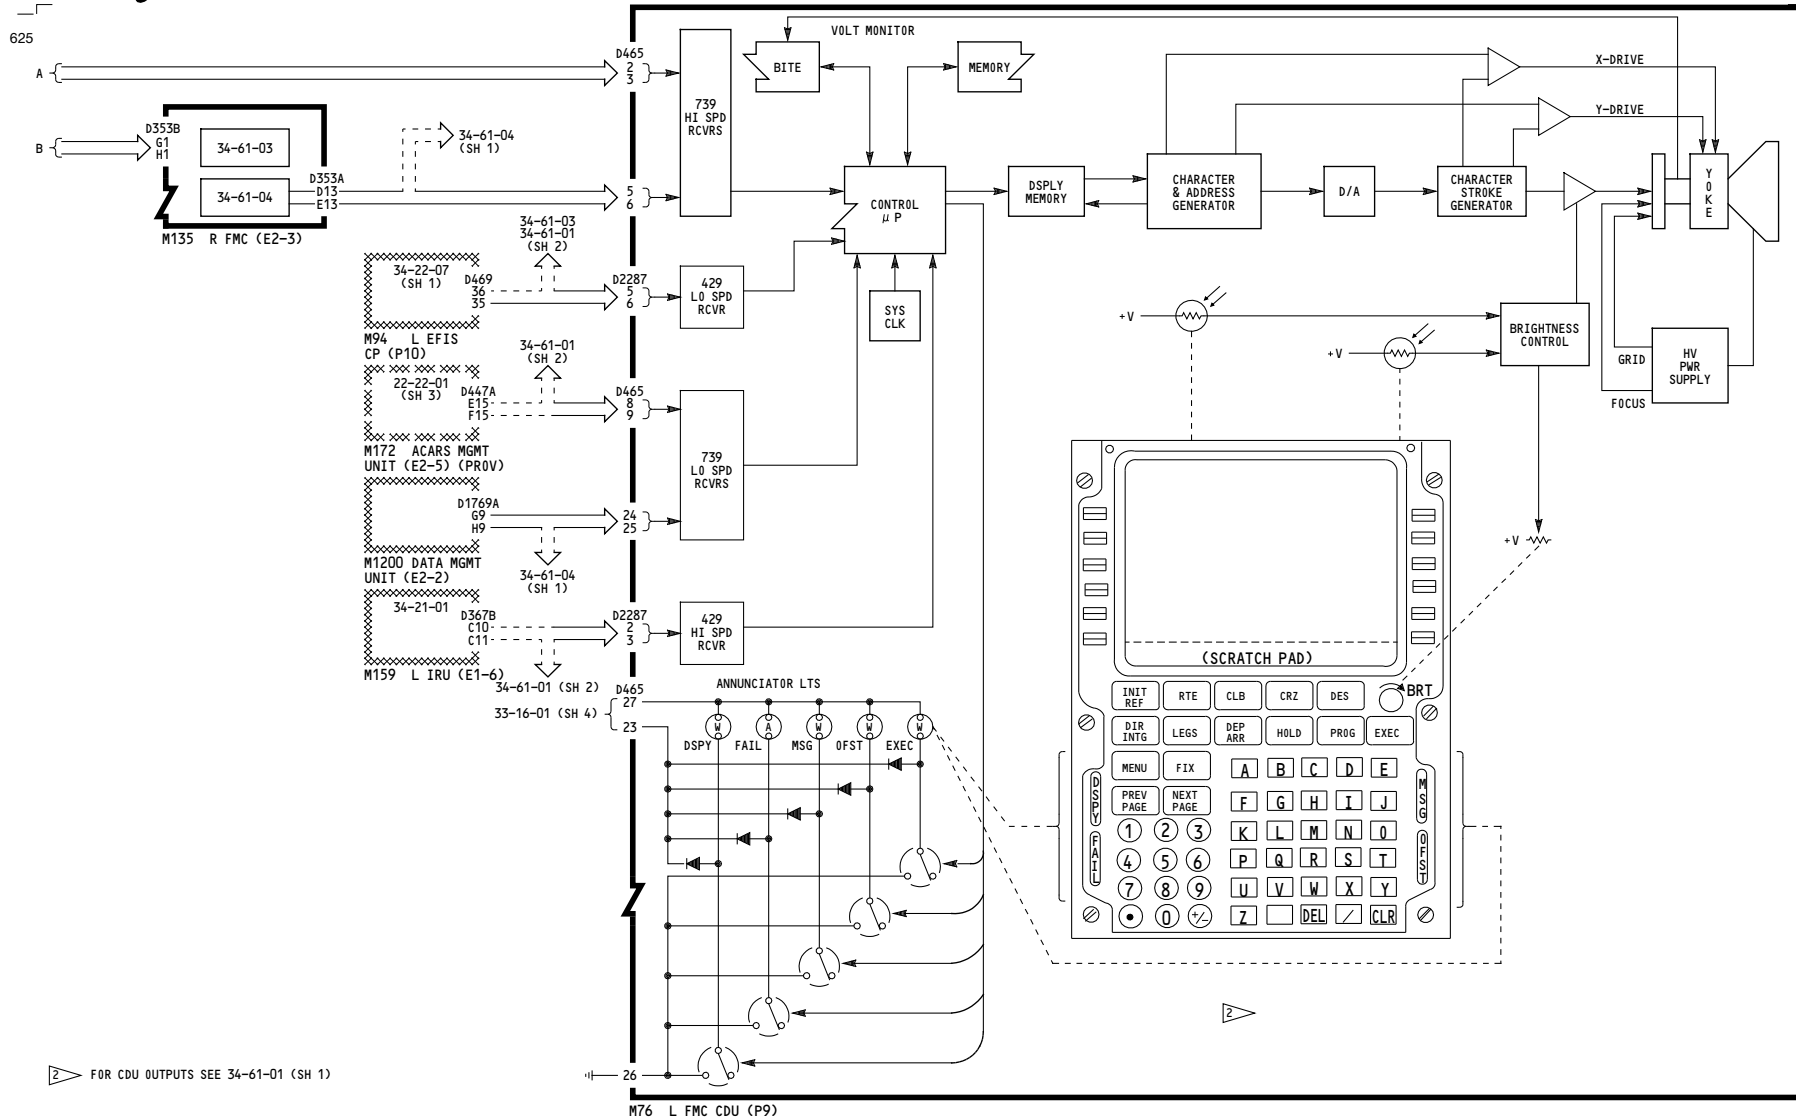 625
A
B
D353B
G1
H1
34-61-03
34-61-04
D353A
D13
E13
M135 R FMC (E2-3)
34-61-04
(SH 1)
34-61-03
34-61-01
(SH 2)
34-22-07
(SH 1)
D469
36
35
M94 L EFIS
CP (P10)
34-61-01
(SH 2)
22-22-01
(SH 3)
D447A
E15
F15
M172 ACARS MGMT
UNIT (E2-5) (PROV)
D1769A
G9
H9
M1200 DATA MGMT
UNIT (E2-2)
34-61-04
(SH 1)
34-21-01
D367B
C10
C11
M159 L IRU (E1-6)
34-61-01 (SH 2)
33-16-01 (SH 4)
D465
2
3
5
6
D2287
5
6
D465
8
9
24
25
D2287
2
3
D465
27
23
26
739
HI SPD
RCVRS
429
LO SPD
RCVR
739
LO SPD
RCVRS
429
HI SPD
RCVR
VOLT MONITOR
BITE
MEMORY
CONTROL
μ P
SYS
CLK
DSPLY
MEMORY
CHARACTER
& ADDRESS
GENERATOR
D/A
CHARACTER
STROKE
GENERATOR
X-DRIVE
Y-DRIVE
Y
O
K
E
+V
+V
BRIGHTNESS
CONTROL
GRID
FOCUS
HV
PWR
SUPPLY
+V
ANNUNCIATOR LTS
W
A
W
W
W
DSPY
FAIL
MSG
OFST
EXEC
(SCRATCH PAD)
INIT
REF
RTE
CLB
CRZ
DES
BRT
DIR
INTG
LEGS
DEP
ARR
HOLD
PROG
EXEC
MENU
FIX
PREV
PAGE
NEXT
PAGE
A B C D E
F G H I J
K L M N O
P Q R S T
U V W X Y
Z DEL / CLR
1 2 3
4 5 6
7 8 9
• 0 +/-
DSPY
FAIL
MSG
OFST
2
2 FOR CDU OUTPUTS SEE 34-61-01 (SH 1)
M76 L FMC CDU (P9)